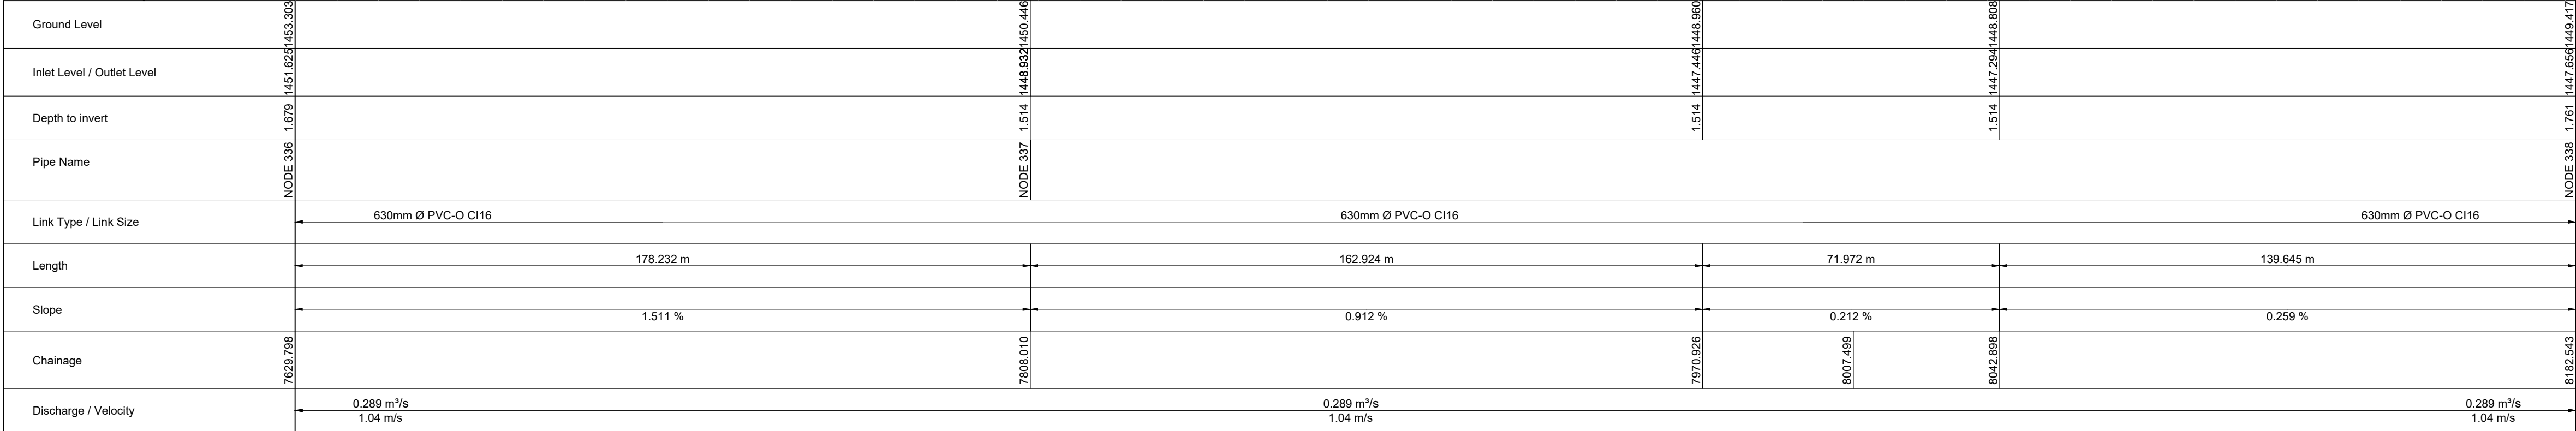 Ground Level
1453.303
1450.446
1448.960
1448.808
1449.417
Inlet Level / Outlet Level
1451.625
1448.932
1447.446
1447.294
1447.656
Depth to invert
1.679
1.514
1.514
1.514
1.761
Pipe Name
NODE 336
NODE 337
NODE 338
Link Type / Link Size
630mm Ø PVC-O Cl16
630mm Ø PVC-O Cl16
630mm Ø PVC-O Cl16
Length
178.232 m
162.924 m
71.972 m
139.645 m
Slope
1.511 %
0.912 %
0.212 %
0.259 %
Chainage
7629.798
7808.010
7970.926
8007.499
8042.898
8182.543
Discharge / Velocity
0.289 m³/s
1.04 m/s
0.289 m³/s
1.04 m/s
0.289 m³/s
1.04 m/s